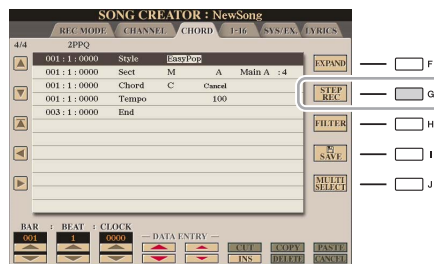 SONG CREATOR : NewSong
REC MODE CHANNEL CHORD 1-16 SYS/EX. LYRICS
4/4 2PPQ
001 : 1 : 0000 Style EasyPop
001 : 1 : 0000 Sect M A Main A : 4
001 : 1 : 0000 Chord C Cancel
001 : 1 : 0000 Tempo 100
003 : 1 : 0000 End
EXPAND F
STEP REC G
FILTER H
SAVE I
MULTI SELECT J
BAR : BEAT : CLOCK
001 1 0000
DATA ENTRY
CUT COPY PASTE
INS DELETE CANCEL